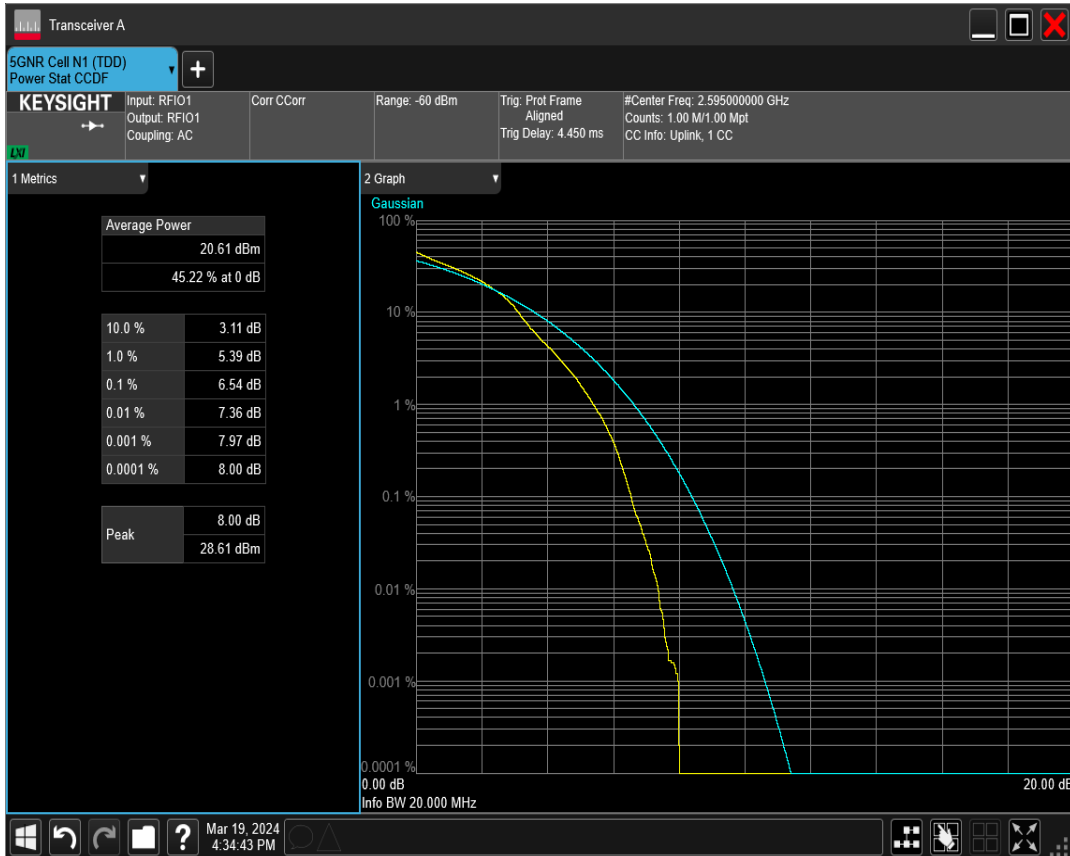 Transceiver A
5GNR Cell N1 (TDD)
Power Stat CCDF
+
KEYSIGHT
LXI
Input: RFIO1
Output: RFIO1
Coupling: AC
Corr CCorr
Range: -60 dBm
Trig: Prot Frame
Aligned
Trig Delay: 4.450 ms
#Center Freq: 2.595000000 GHz
Counts: 1.00 M/1.00 Mpt
CC Info: Uplink, 1 CC
1 Metrics
Average Power
20.61 dBm
45.22 % at 0 dB
10.0 % 3.11 dB
1.0 % 5.39 dB
0.1 % 6.54 dB
0.01 % 7.36 dB
0.001 % 7.97 dB
0.0001 % 8.00 dB
Peak
8.00 dB
28.61 dBm
2 Graph
Gaussian
100 %
10 %
1 %
0.1 %
0.01 %
0.001 %
0.0001 %
0.00 dB
20.00 dB
Info BW 20.000 MHz
?
Mar 19, 2024
4:34:43 PM